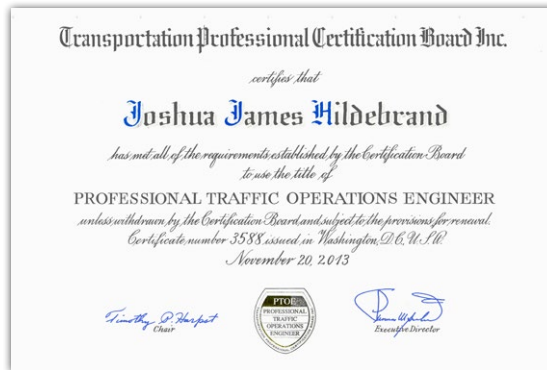 Transportation Professional Certification Board Inc.
certifies that
Joshua James Hildebrand
has met all of the requirements established by the Certification Board
to use the title of
PROFESSIONAL TRAFFIC OPERATIONS ENGINEER
unless withdrawn by the Certification Board and subject to the provisions for renewal.
Certificate number 3588 issued in Washington, D.C., U.S.A.
November 20, 2013
Timothy P. Harpst
Chair
PTOE
PROFESSIONAL
TRAFFIC
OPERATIONS
ENGINEER
Executive Director